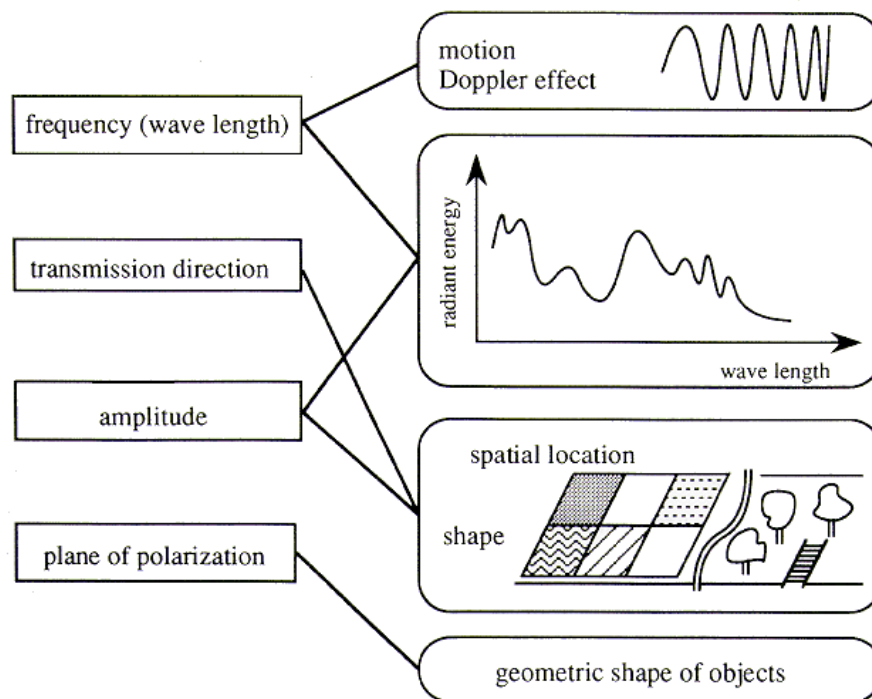 frequency (wave length)
transmission direction
amplitude
plane of polarization
motion
Doppler effect
radiant energy
wave length
spatial location
shape
geometric shape of objects